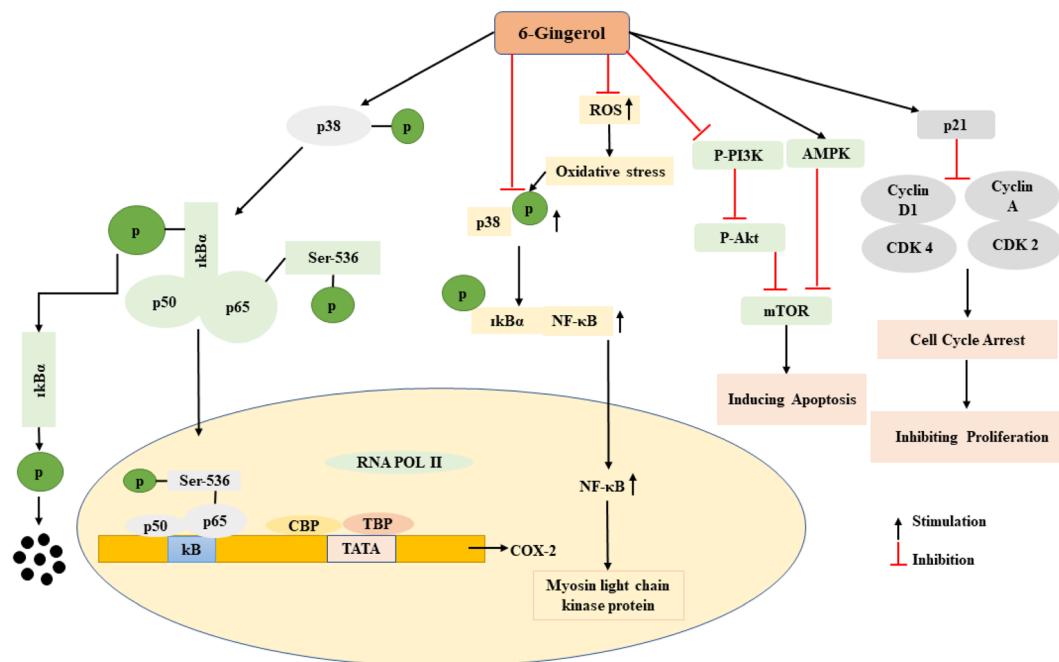 6-Gingerol
p38
p
ROS
p21
P-PI3K
AMPK
Oxidative stress
Cyclin
D1
Cyclin
A
p38
p
p
ıkBα
Ser-536
P-Akt
CDK 4
CDK 2
p50
p65
p
p
ıkBα
NF-κB
mTOR
Cell Cycle Arrest
ıkBα
Inducing Apoptosis
Inhibiting Proliferation
p
RNA POL II
p
Ser-536
NF-κB
p50
p65
CBP
TBP
kB
TATA
COX-2
Stimulation
Inhibition
Myosin light chain
kinase protein